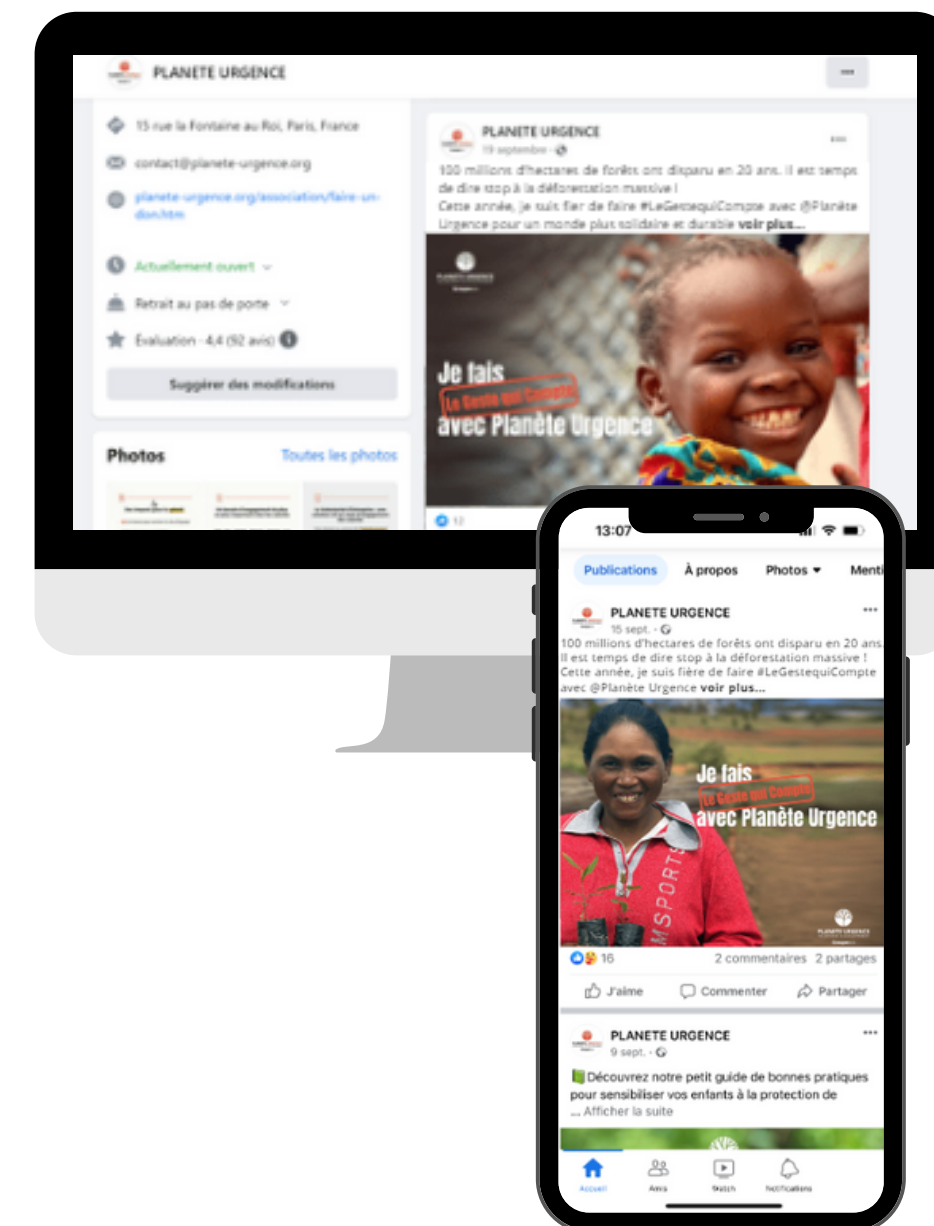 PLANETE URGENCE
15 rue la Fontaine au Roi, Paris, France
contact@planete-urgence.org
planete-urgence.org/association/faire-un-
don.htm
Actuellement ouvert
Retrait au pas de porte
Évaluation · 4,4 (92 avis)
Suggérer des modifications
Photos
Toutes les photos
PLANETE URGENCE
19 septembre ·
100 millions d'hectares de forêts ont disparu en 20 ans. Il est temps
de dire stop à la déforestation massive !
Cette année, je suis fier de faire #LeGestequiCompte avec @Planète
Urgence pour un monde plus solidaire et durable voir plus...
PLANETE URGENCE
Je fais
Le Geste qui Compte
avec Planète Urgence
12
13:07
Publications
À propos
Photos
Menti
PLANETE URGENCE
15 sept. ·
100 millions d'hectares de forêts ont disparu en 20 ans.
Il est temps de dire stop à la déforestation massive !
Cette année, je suis fière de faire #LeGestequiCompte
avec @Planète Urgence voir plus...
Je fais
Le Geste qui Compte
avec Planète Urgence
MSPORTS
PLANETE URGENCE
16
2 commentaires 2 partages
J'aime
Commenter
Partager
PLANETE URGENCE
9 sept. ·
Découvrez notre petit guide de bonnes pratiques
pour sensibiliser vos enfants à la protection de
... Afficher la suite
Accueil
Amis
Watch
Notifications